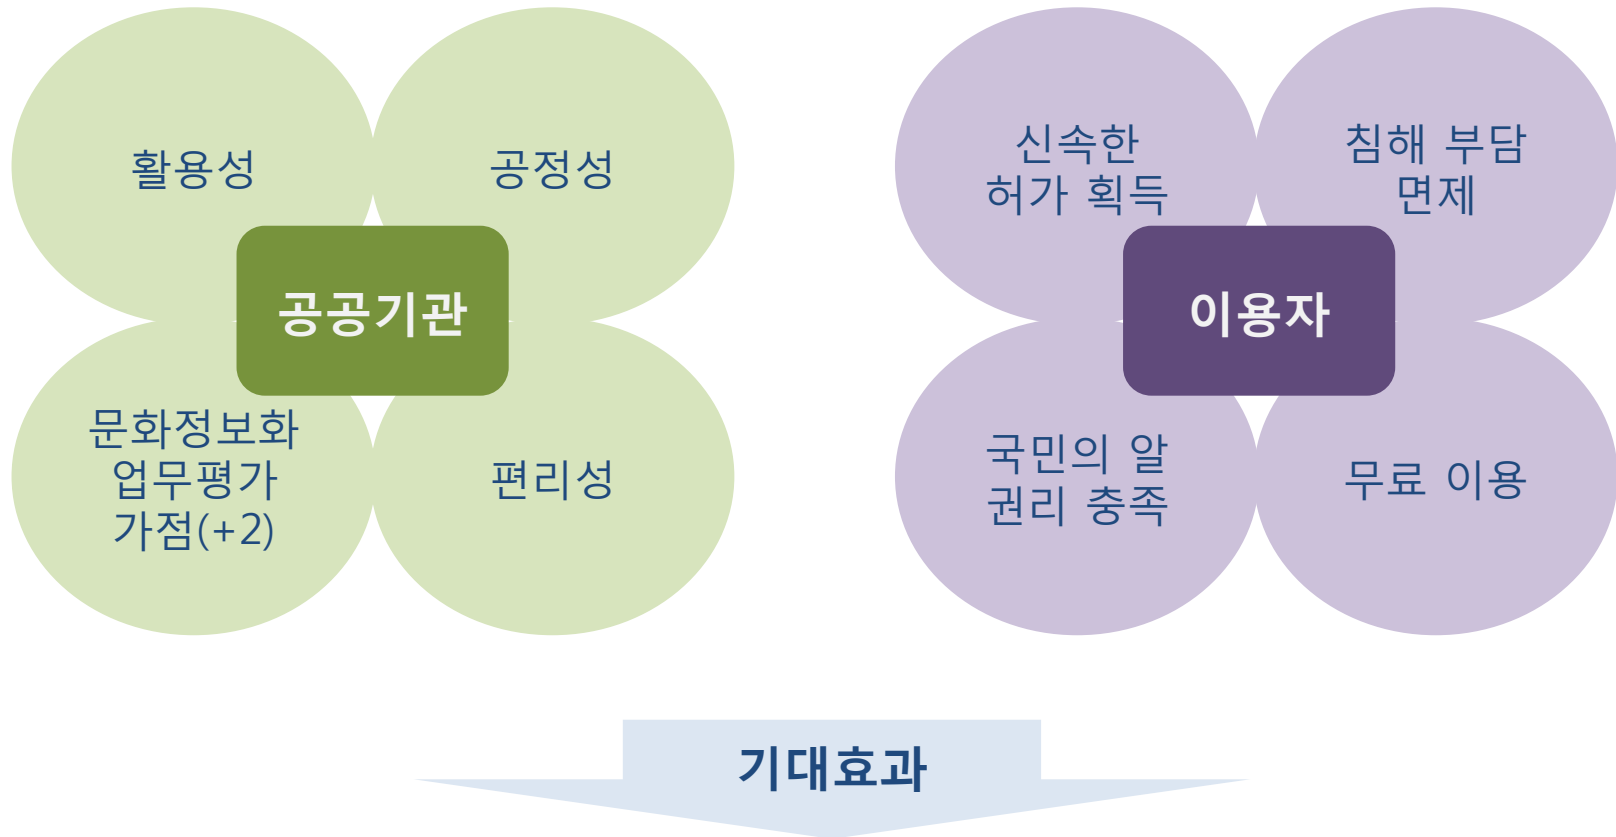 활용성
공정성
공공기관
문화정보화
업무평가
가점(+2)
편리성
신속한
허가 획득
침해 부담
면제
이용자
국민의 알
권리 충족
무료 이용
기대효과